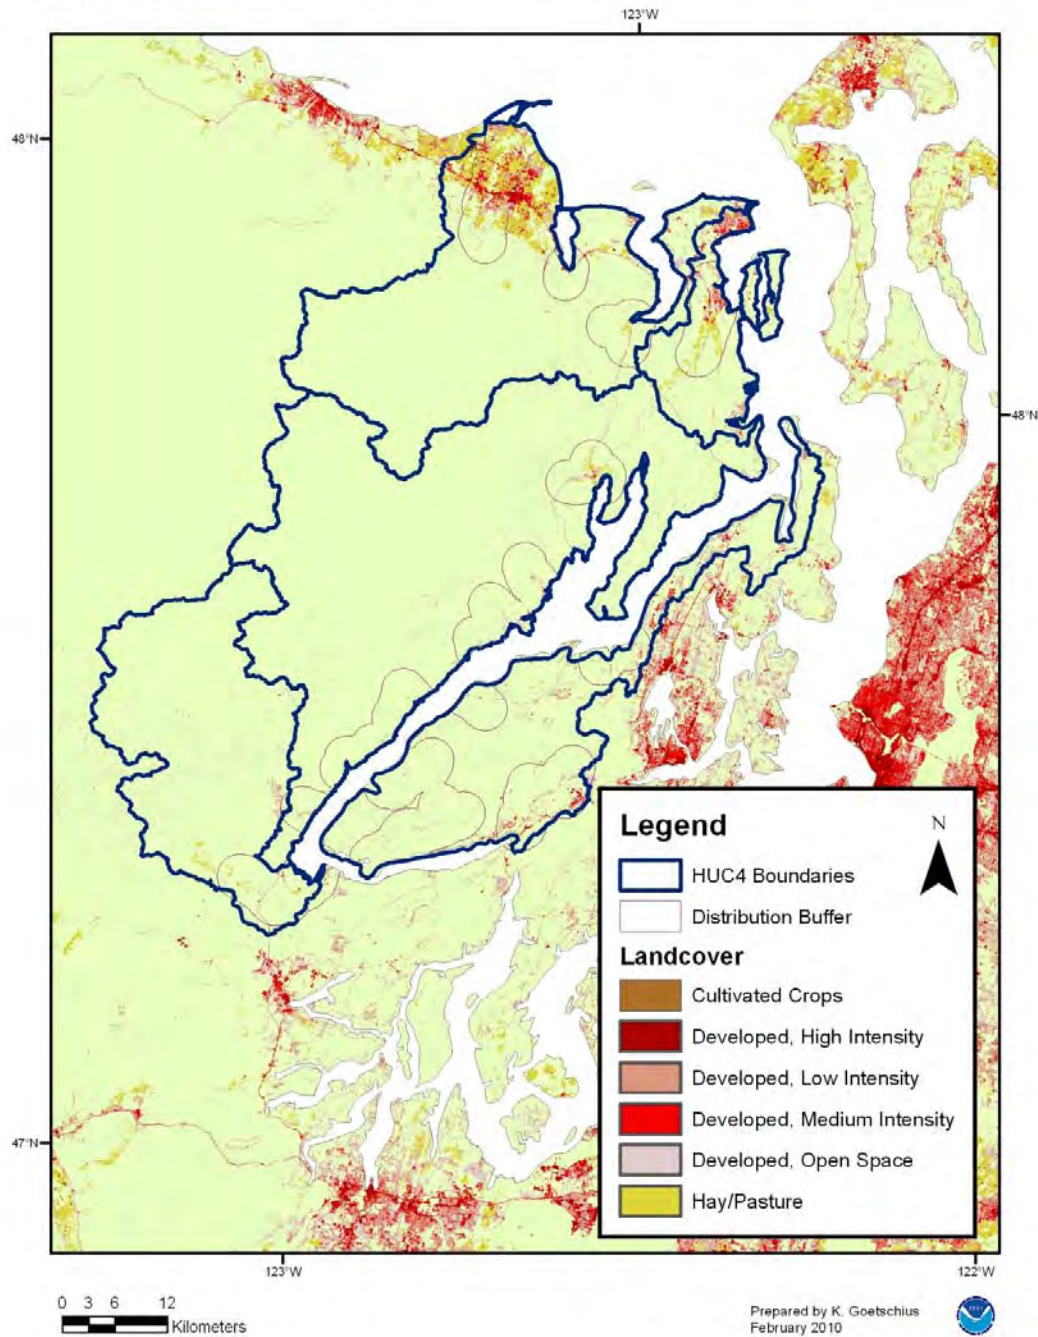 123°W
48°N
48°N
Legend
N
HUC4 Boundaries
Distribution Buffer
Landcover
Cultivated Crops
Developed, High Intensity
Developed, Low Intensity
Developed, Medium Intensity
Developed, Open Space
Hay/Pasture
47°N
123°W
122°W
0 3 6 12
Kilometers
Prepared by K. Goetschius
February 2010